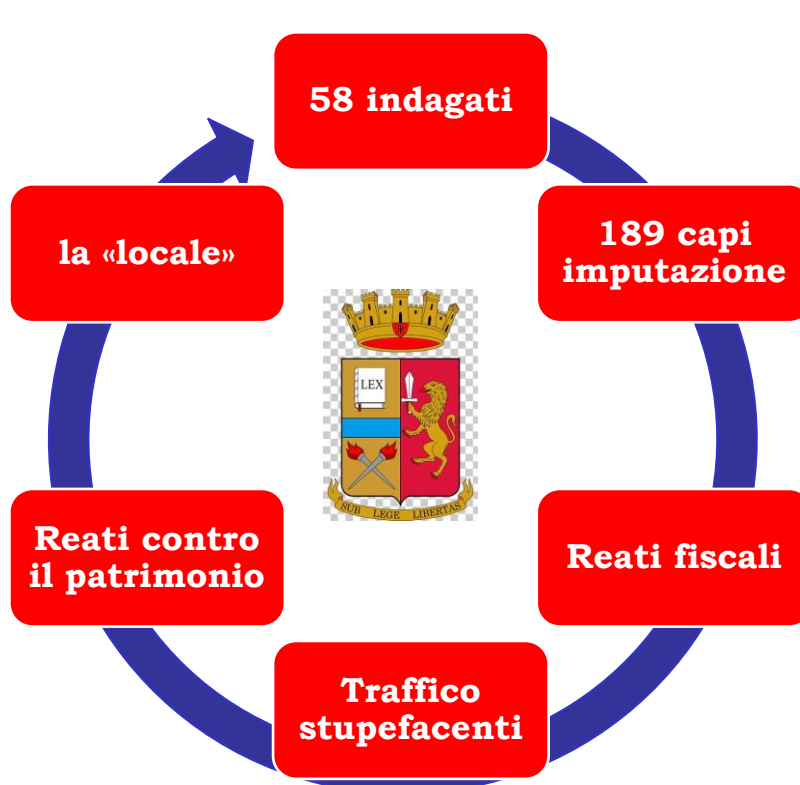 58 indagati
189 capi
imputazione
Reati fiscali
Traffico
stupefacenti
Reati contro
il patrimonio
la «locale»
LEX
SUB LEGE LIBERTAS